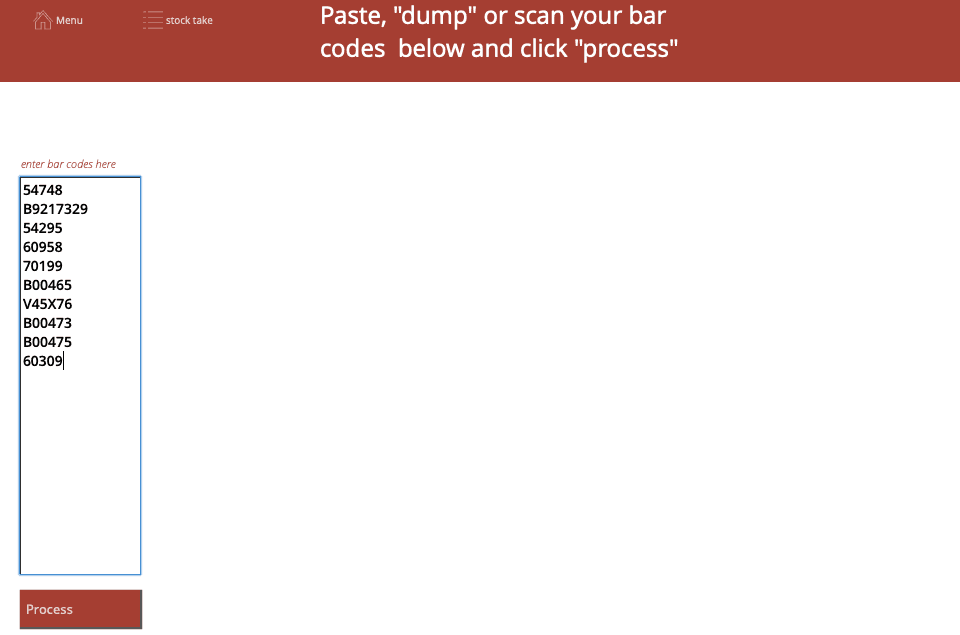 Menu
stock take
Paste, "dump" or scan your bar
codes  below and click "process"
enter bar codes here
54748
B9217329
54295
60958
70199
B00465
V45X76
B00473
B00475
60309
Process